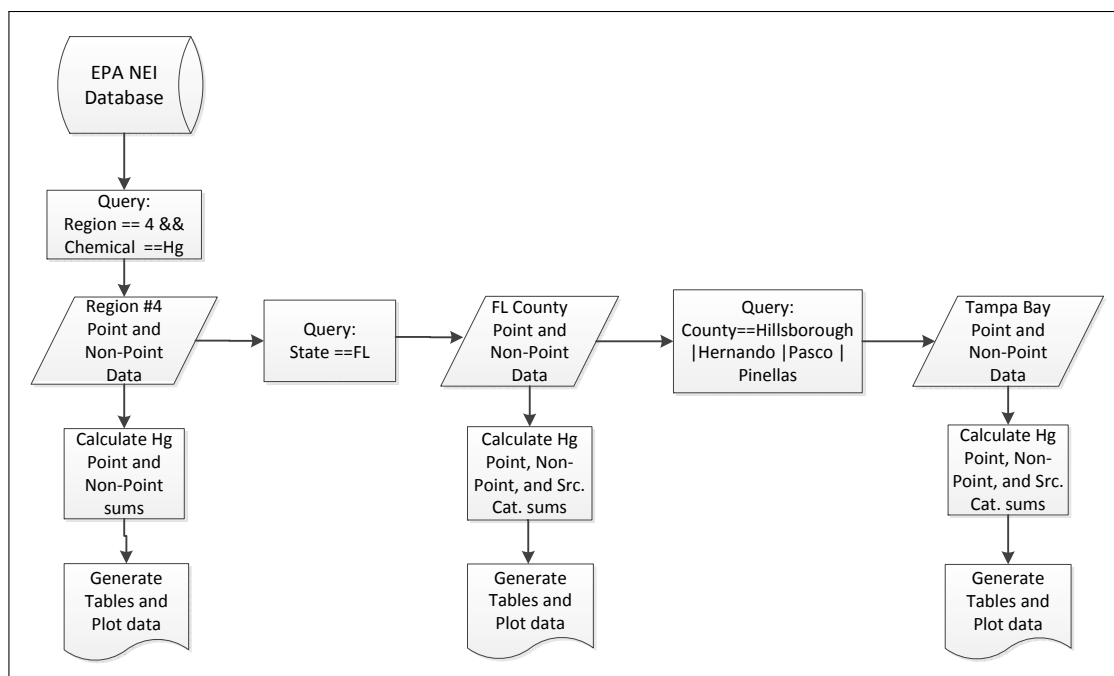 EPA NEI
Database
Query:
Region == 4 &&
Chemical ==Hg
Region #4
Point and
Non-Point
Data
Query:
State ==FL
FL County
Point and
Non-Point
Data
Query:
County==Hillsborough
|Hernando |Pasco |
Pinellas
Tampa Bay
Point and
Non-Point
Data
Calculate Hg
Point and
Non-Point
sums
Calculate Hg
Point, Non-
Point, and Src.
Cat. sums
Calculate Hg
Point, Non-
Point, and Src.
Cat. sums
Generate
Tables and
Plot data
Generate
Tables and
Plot data
Generate
Tables and
Plot data